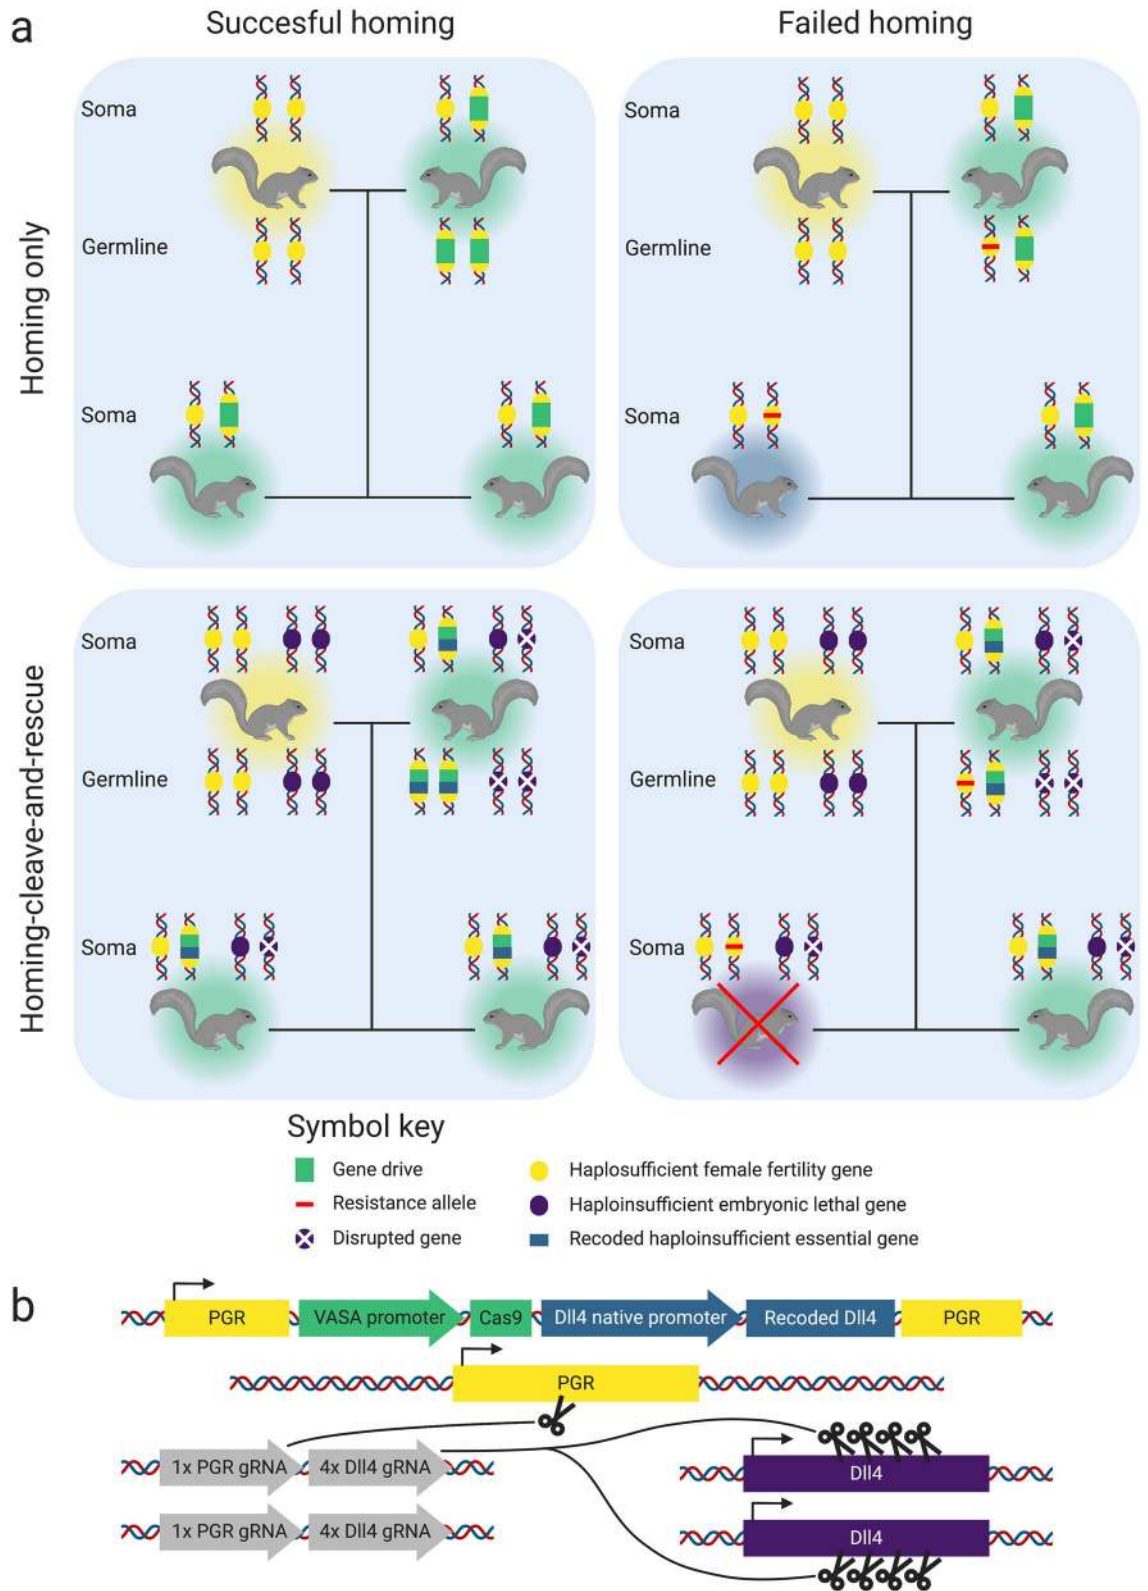 a
Succesful homing
Failed homing
Homing only
Soma
Soma
Germline
Germline
Soma
Soma
Homing-cleave-and-rescue
Soma
Soma
Germline
Germline
Soma
Soma
Symbol key
Gene drive
Haplosufficient female fertility gene
Resistance allele
Haploinsufficient embryonic lethal gene
Disrupted gene
Recoded haploinsufficient essential gene
b
PGR
VASA promoter
Cas9
Dll4 native promoter
Recoded Dll4
PGR
PGR
1x PGR gRNA
4x Dll4 gRNA
Dll4
1x PGR gRNA
4x Dll4 gRNA
Dll4